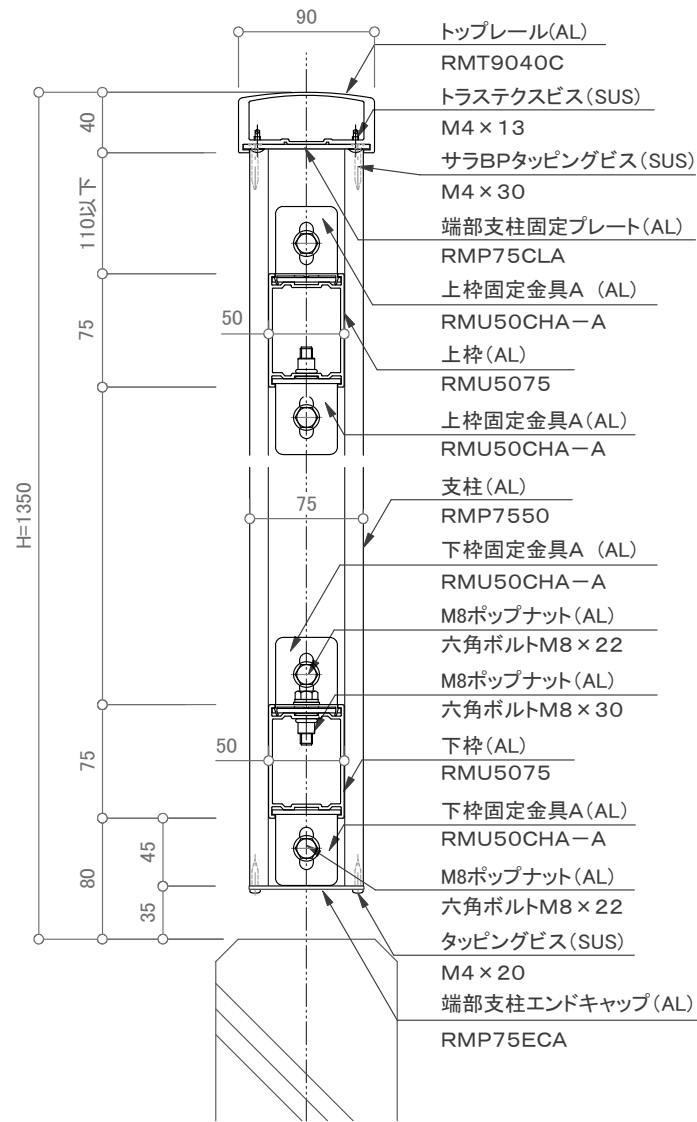 90
トップレール(AL)
RMT9040C
トラステクスビス(SUS)
M4×13
サラBPタッピングビス(SUS)
M4×30
端部支柱固定プレート(AL)
RMP75CLA
上枠固定金具A (AL)
RMU50CHA－A
上枠(AL)
RMU5075
上枠固定金具A(AL)
RMU50CHA－A
支柱(AL)
RMP7550
下枠固定金具A (AL)
RMU50CHA－A
M8ポップナット(AL)
六角ボルトM8×22
M8ポップナット(AL)
六角ボルトM8×30
下枠(AL)
RMU5075
下枠固定金具A(AL)
RMU50CHA－A
M8ポップナット(AL)
六角ボルトM8×22
タッピングビス(SUS)
M4×20
端部支柱エンドキャップ(AL)
RMP75ECA
40
110以下
75
50
H=1350
75
75
50
80
45
35